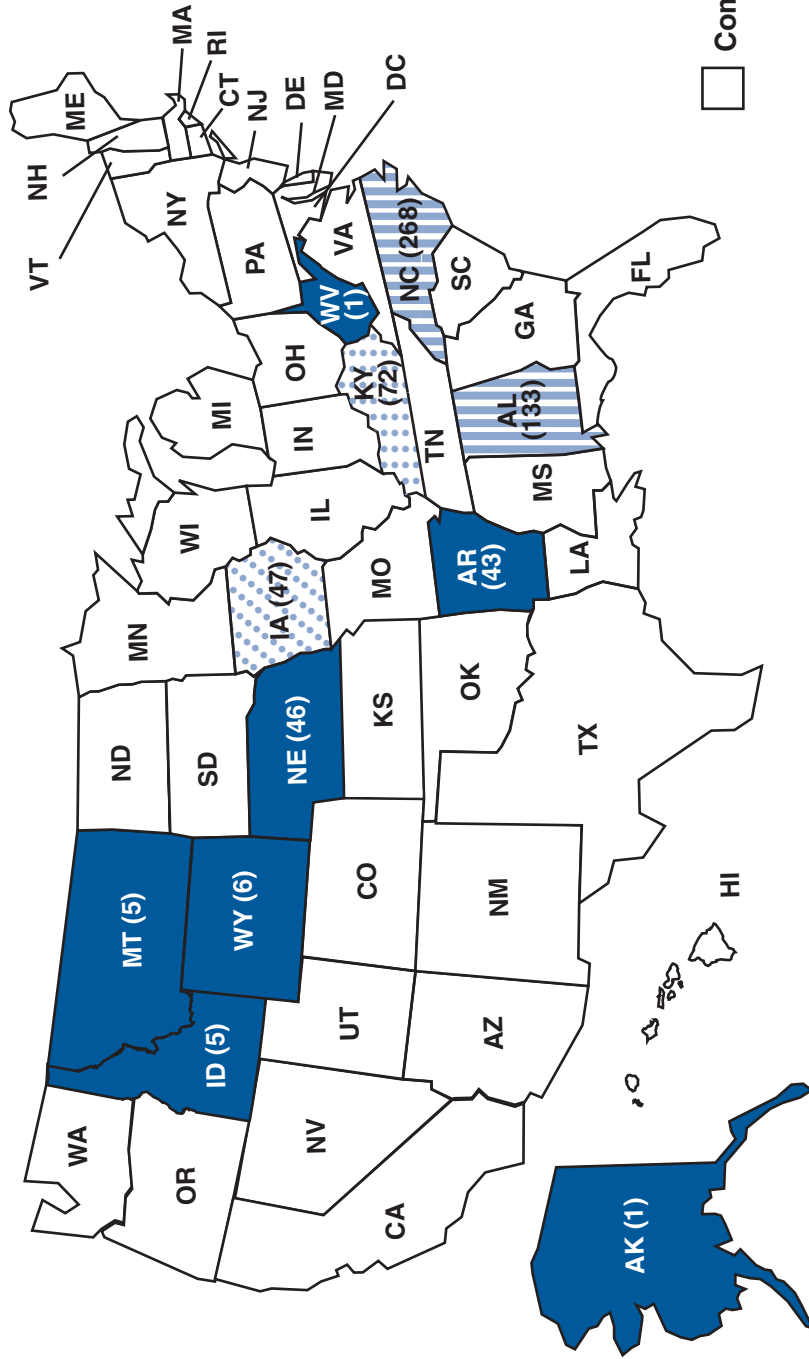 WA
OR
CA
NV
ID (5)
MT (5)
WY (6)
UT
AZ
CO
NM
ND
SD
NE (46)
KS
OK
TX
MN
IA (47)
MO
AR
(43)
LA
WI
IL
MI
IN
OH
KY
(72)
TN
MS
AL
(133)
GA
FL
SC
NC (268)
VA
WV
(1)
PA
NY
VT
NH
ME
MA
RI
CT
NJ
DE
MD
DC
AK (1)
HI
Con